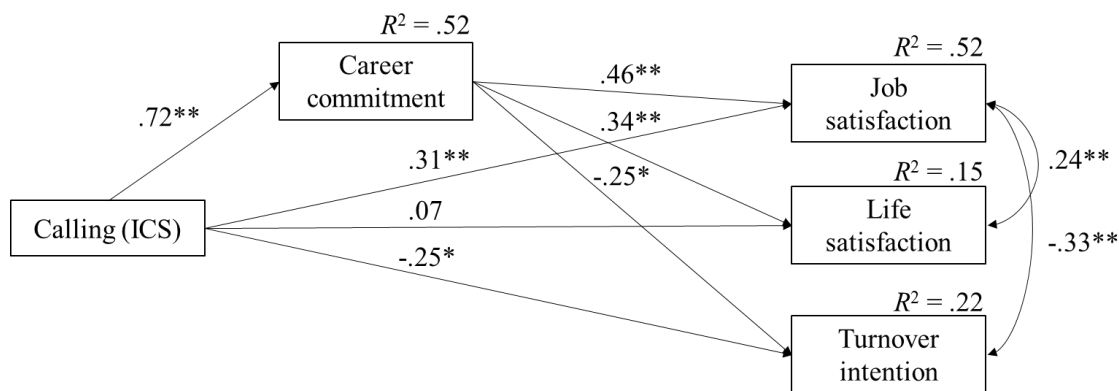 R² = .52
Career
commitment
R² = .52
Job
satisfaction
.46**
.34**
.72**
.31**
-.25*
.24**
R² = .15
Life
satisfaction
Calling (ICS)
.07
-.25*
-.33**
R² = .22
Turnover
intention